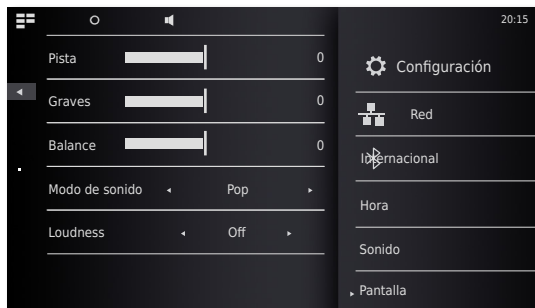 20:15
Pista 0
Graves 0
Balance 0
Modo de sonido Pop
Loudness Off
Configuración
Red
Internacional
Hora
Sonido
Pantalla